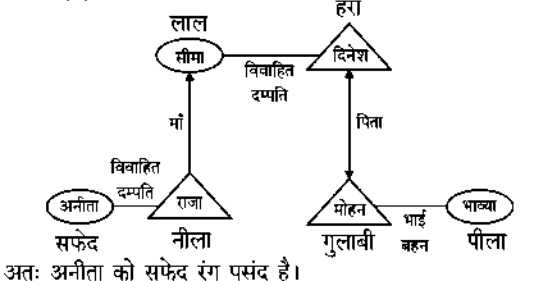 हरा
लाल
सीमा
दिनेश
विवाहित
दम्पति
माँ
पिता
विवाहित
दम्पति
अनीता
राजा
मोहन
भाव्या
भाई
बहन
सफेद
नीला
गुलाबी
पीला
अतः अनीता को सफेद रंग पसंद है।